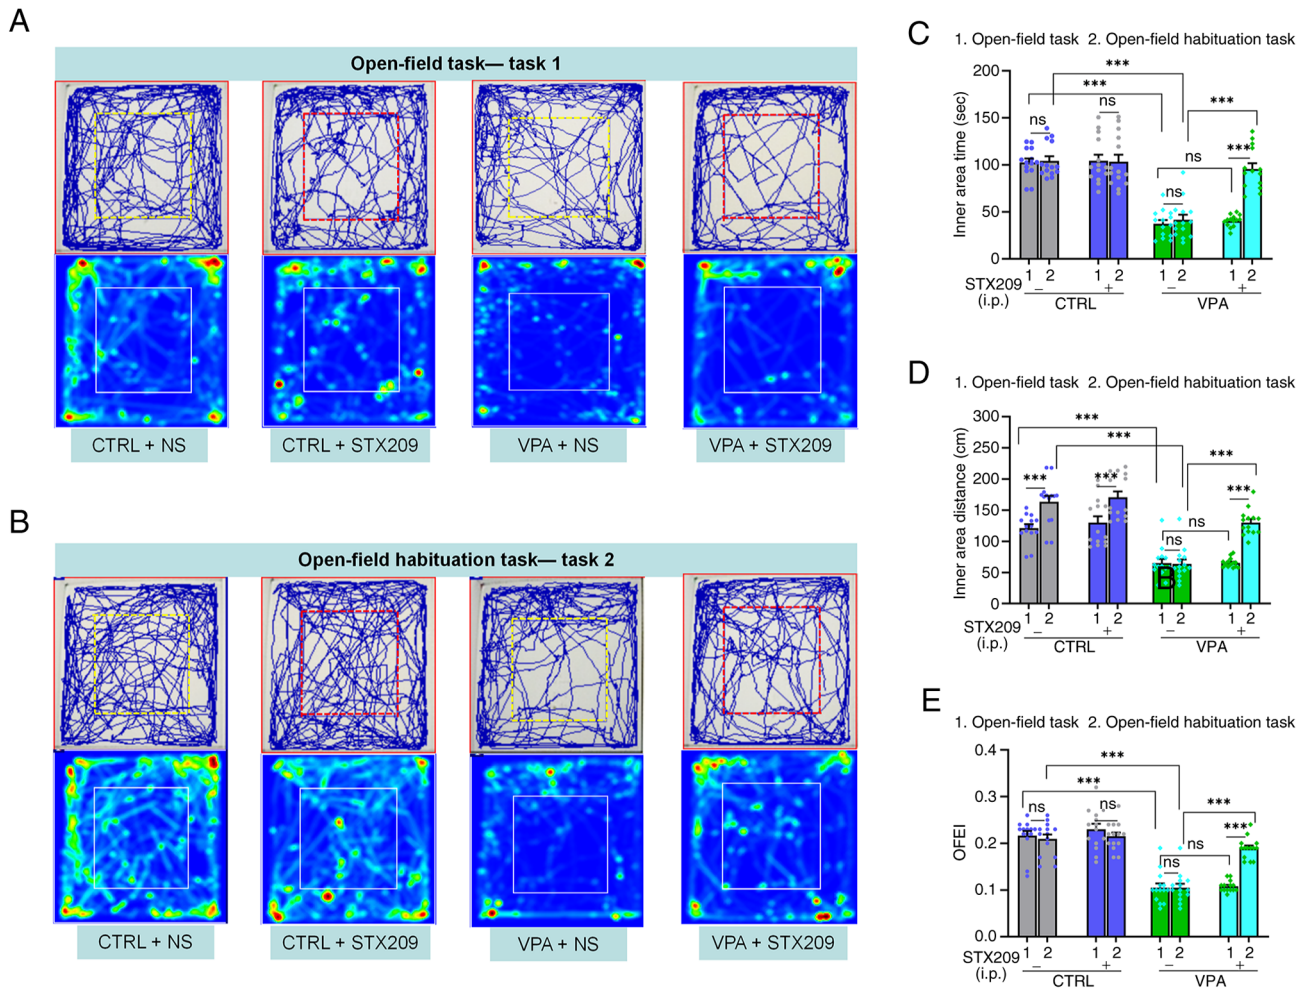 A
Open-field task— task 1
CTRL + NS
CTRL + STX209
VPA + NS
VPA + STX209
B
Open-field habituation task— task 2
CTRL + NS
CTRL + STX209
VPA + NS
VPA + STX209
C
1. Open-field task 2. Open-field habituation task
Inner area time (sec)
200
150
100
50
0
***
***
ns
ns
***
***
ns
ns
1 2 1 2 1 2 1 2
STX209
(i.p.)
– + – +
CTRL VPA
D
1. Open-field task 2. Open-field habituation task
Inner area distance (cm)
300
250
200
150
100
50
0
***
***
***
***
***
***
ns
ns
B
1 2 1 2 1 2 1 2
STX209
(i.p.)
– + – +
CTRL VPA
E
1. Open-field task 2. Open-field habituation task
OFEI
0.4
0.3
0.2
0.1
0.0
***
***
ns
ns
***
***
ns
ns
1 2 1 2 1 2 1 2
STX209
(i.p.)
– + – +
CTRL VPA